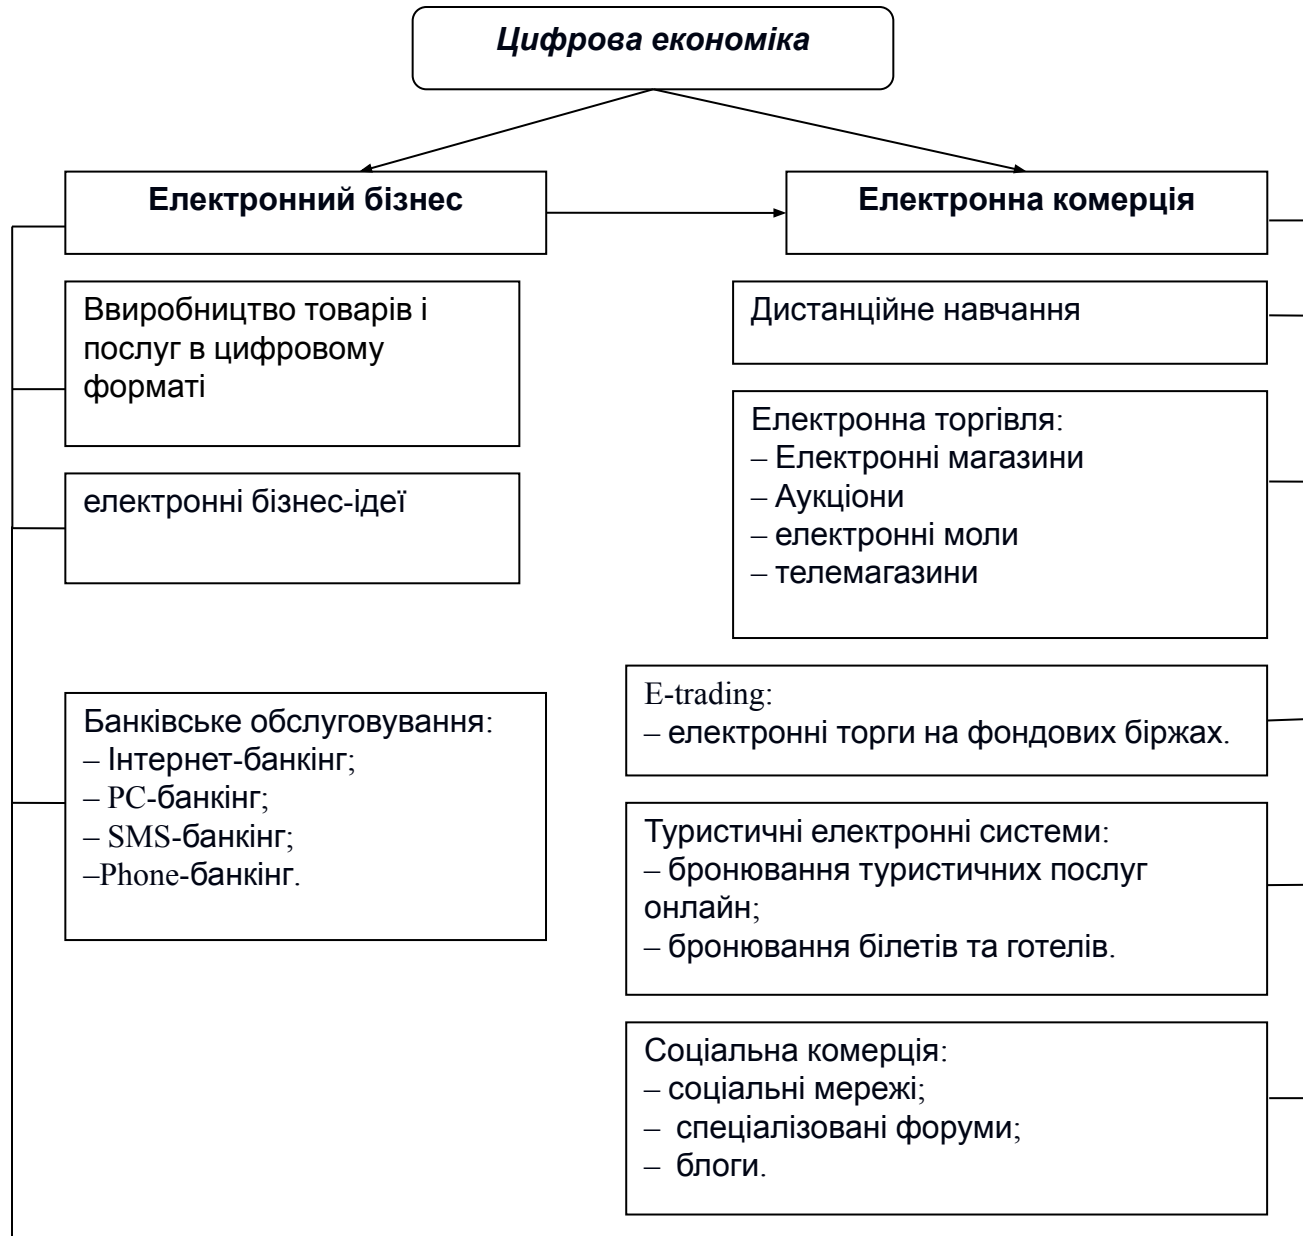 Цифрова економіка
Електронний бізнес
Електронна комерція
Ввиробництво товарів і
послуг в цифровому
форматі
електронні бізнес-ідеї
Банківське обслуговування:
– Інтернет-банкінг;
– PC-банкінг;
– SMS-банкінг;
–Phone-банкінг.
Дистанційне навчання
Електронна торгівля:
– Електронні магазини
– Аукціони
– електронні моли
– телемагазини
E-trading:
– електронні торги на фондових біржах.
Туристичні електронні системи:
– бронювання туристичних послуг
онлайн;
– бронювання білетів та готелів.
Соціальна комерція:
– соціальні мережі;
– спеціалізовані форуми;
– блоги.